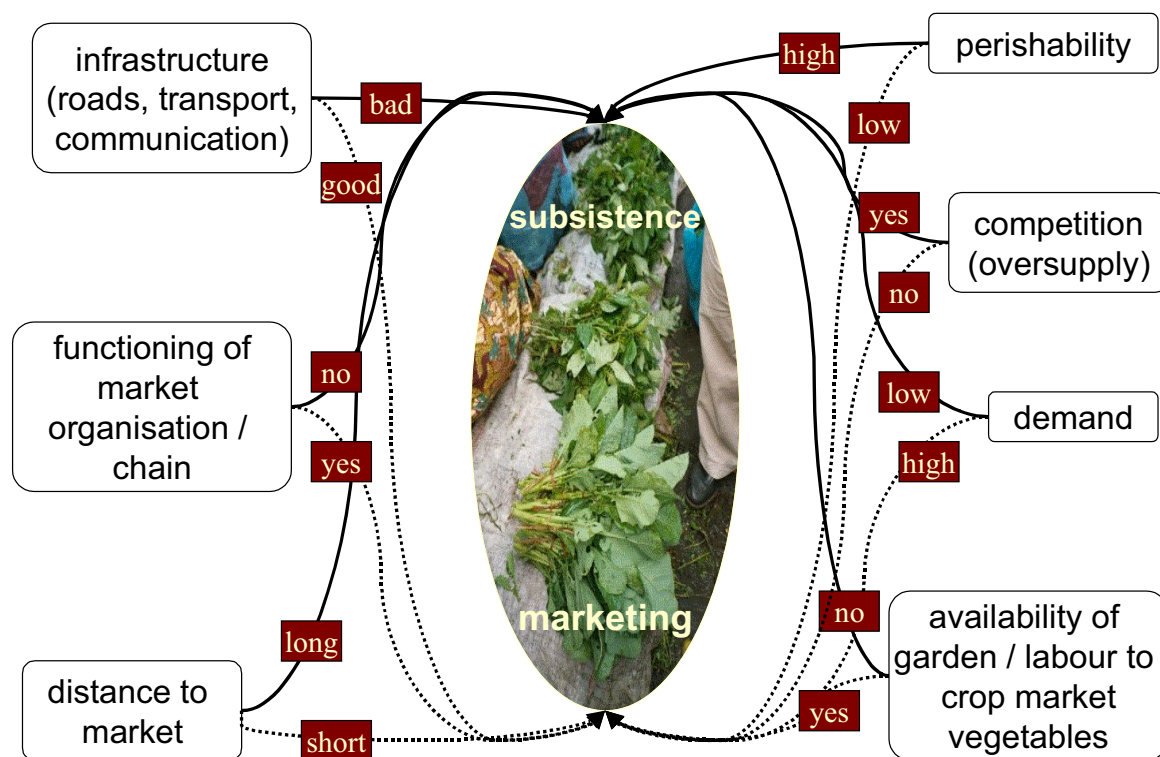 infrastructure
(roads, transport,
communication)
bad
good
functioning of
market
organisation /
chain
no
yes
distance to
market
long
short
subsistence
marketing
perishability
high
low
competition
(oversupply)
yes
no
demand
low
high
availability of
garden / labour to
crop market
vegetables
no
yes